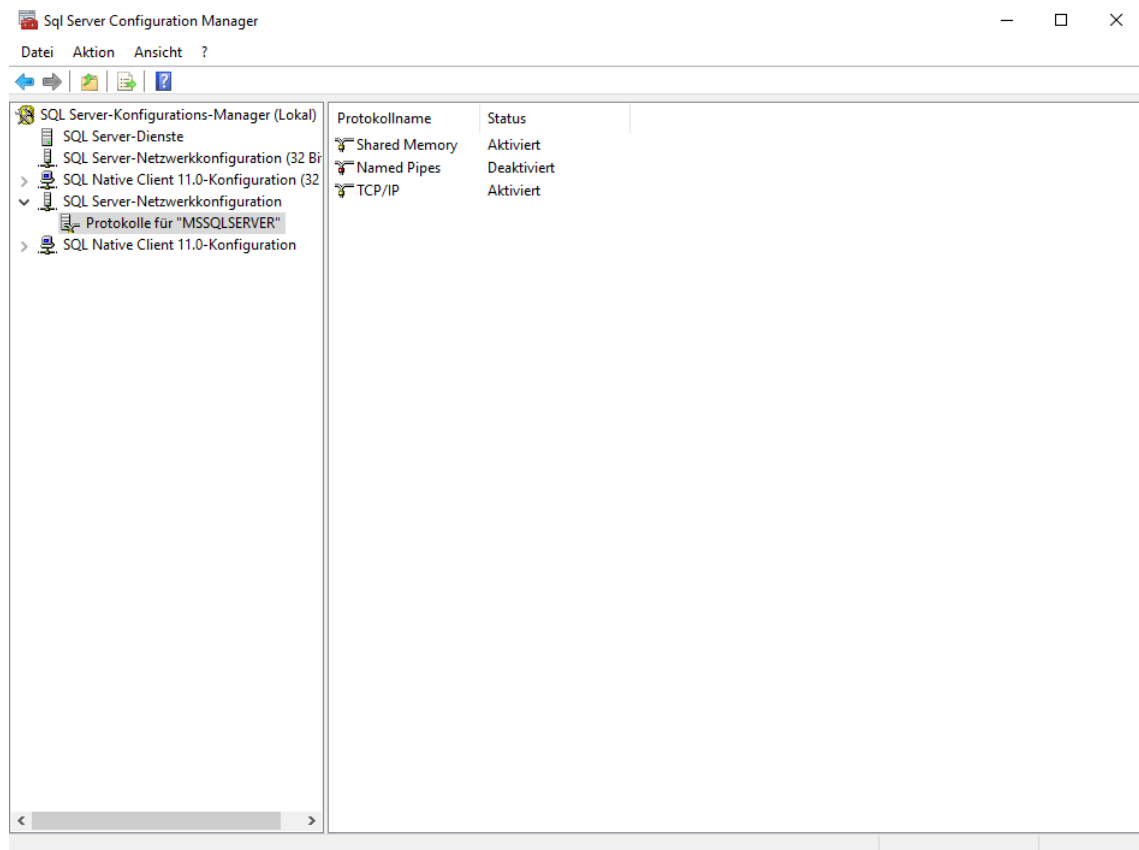 Sql Server Configuration Manager
Datei Aktion Ansicht ?
SQL Server-Konfigurations-Manager (Lokal)
SQL Server-Dienste
SQL Server-Netzwerkkonfiguration (32 Bi
SQL Native Client 11.0-Konfiguration (32
SQL Server-Netzwerkkonfiguration
Protokolle für "MSSQLSERVER"
SQL Native Client 11.0-Konfiguration
Protokollname Status
Shared Memory Aktiviert
Named Pipes Deaktiviert
TCP/IP Aktiviert